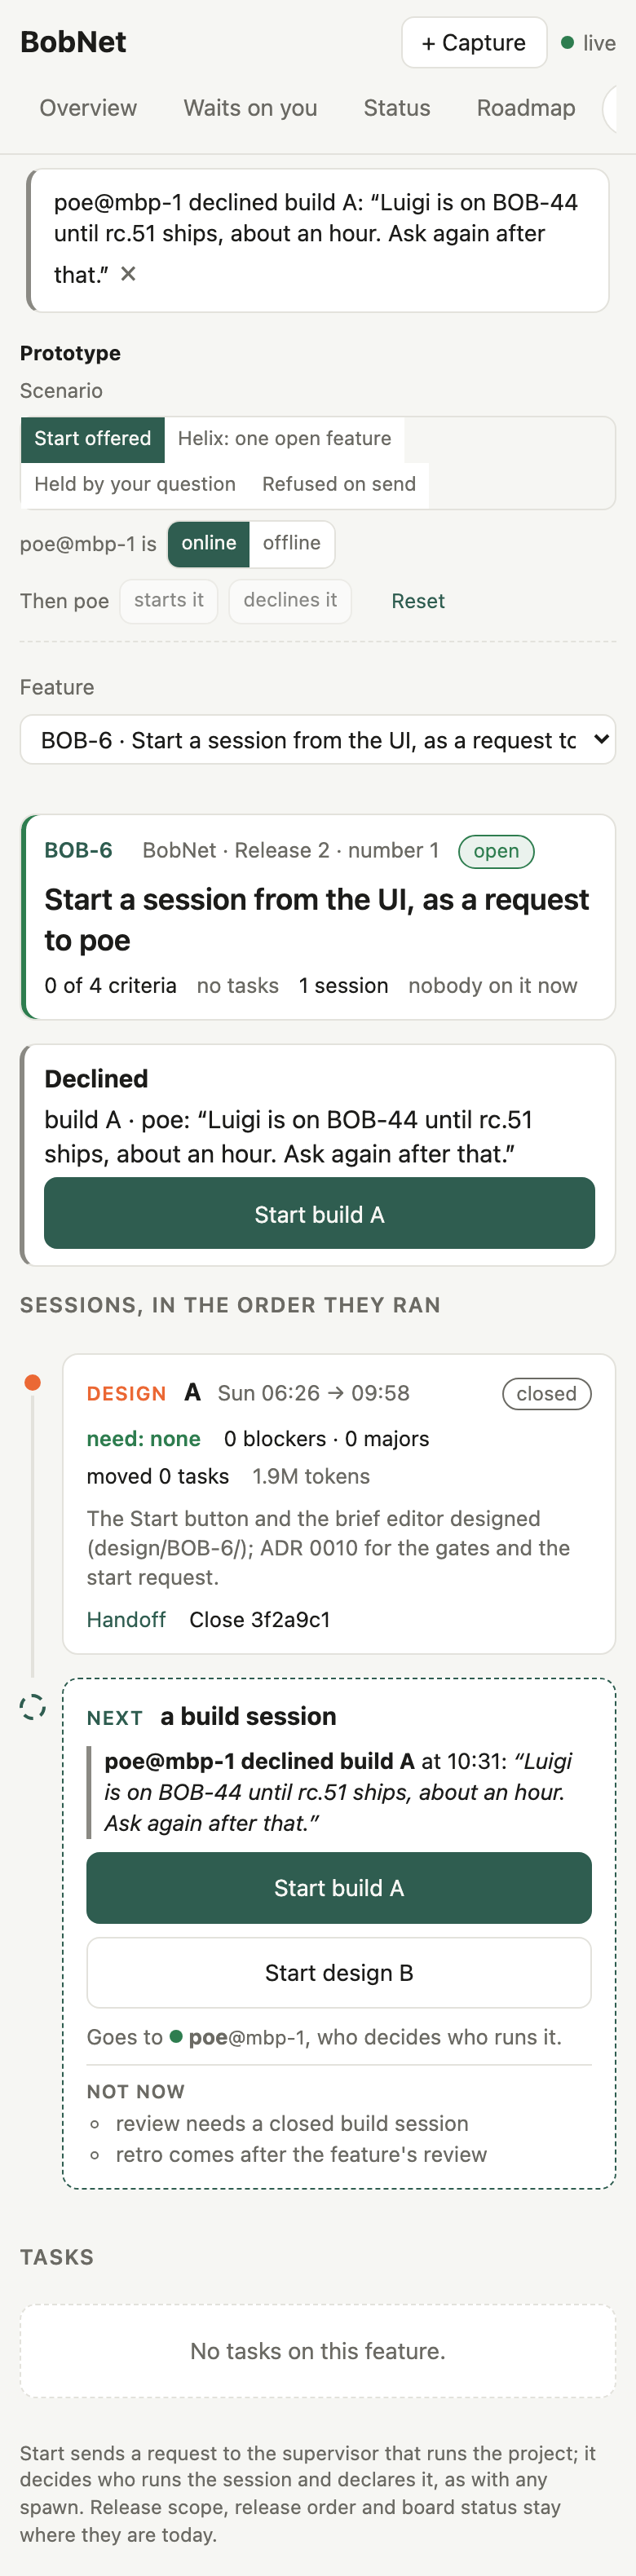 BobNet
+ Capture
live
Overview
Waits on you
Status
Roadmap
poe@mbp-1 declined build A: “Luigi is on BOB-44
until rc.51 ships, about an hour. Ask again after
that.” ×
Prototype
Scenario
Start offered
Helix: one open feature
Held by your question
Refused on send
poe@mbp-1 is
online
offline
Then poe
starts it
declines it
Reset
Feature
BOB-6 · Start a session from the UI, as a request to
BOB-6
BobNet · Release 2 · number 1
open
Start a session from the UI, as a request
to poe
0 of 4 criteria
no tasks
1 session
nobody on it now
Declined
build A · poe: “Luigi is on BOB-44 until rc.51
ships, about an hour. Ask again after that.”
Start build A
SESSIONS, IN THE ORDER THEY RAN
DESIGN
A
Sun 06:26 → 09:58
closed
need: none
0 blockers · 0 majors
moved 0 tasks
1.9M tokens
The Start button and the brief editor designed
(design/BOB-6/); ADR 0010 for the gates and the
start request.
Handoff
Close 3f2a9c1
NEXT
a build session
poe@mbp-1 declined build A at 10:31: “Luigi
is on BOB-44 until rc.51 ships, about an hour.
Ask again after that.”
Start build A
Start design B
Goes to poe@mbp-1, who decides who runs it.
NOT NOW
review needs a closed build session
retro comes after the feature's review
TASKS
No tasks on this feature.
Start sends a request to the supervisor that runs the project; it
decides who runs the session and declares it, as with any
spawn. Release scope, release order and board status stay
where they are today.